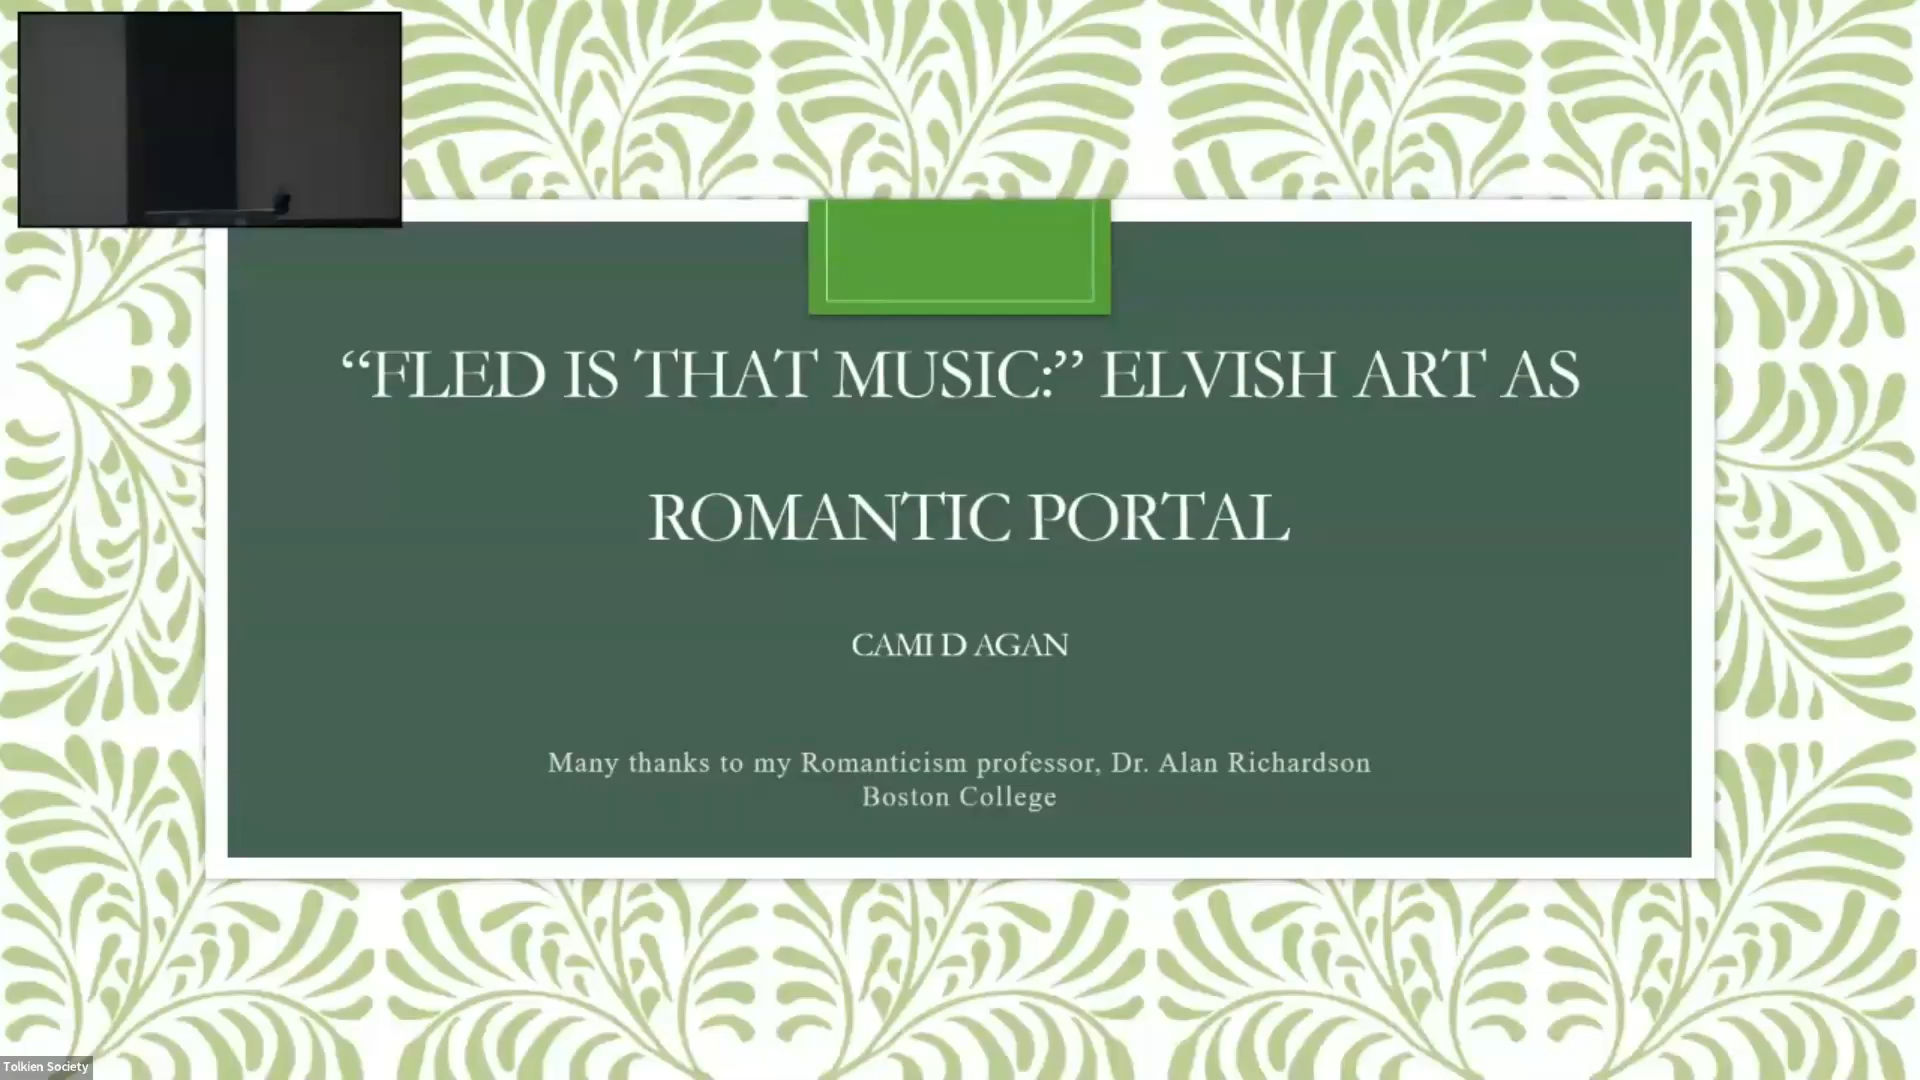 “FLED IS THAT MUSIC:” ELVISH ART AS
ROMANTIC PORTAL
CAMI D AGAN
Many thanks to my Romanticism professor, Dr. Alan Richardson
Boston College
Tolkien Society